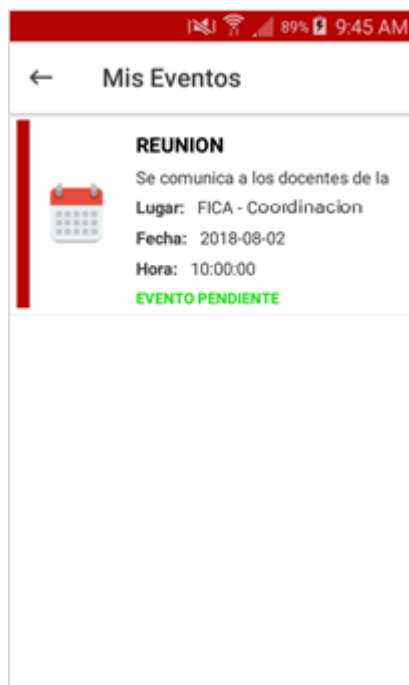 89% 9:45 AM
Mis Eventos
REUNION
Se comunica a los docentes de la
Lugar: FICA - Coordinacion
Fecha: 2018-08-02
Hora: 10:00:00
EVENTO PENDIENTE